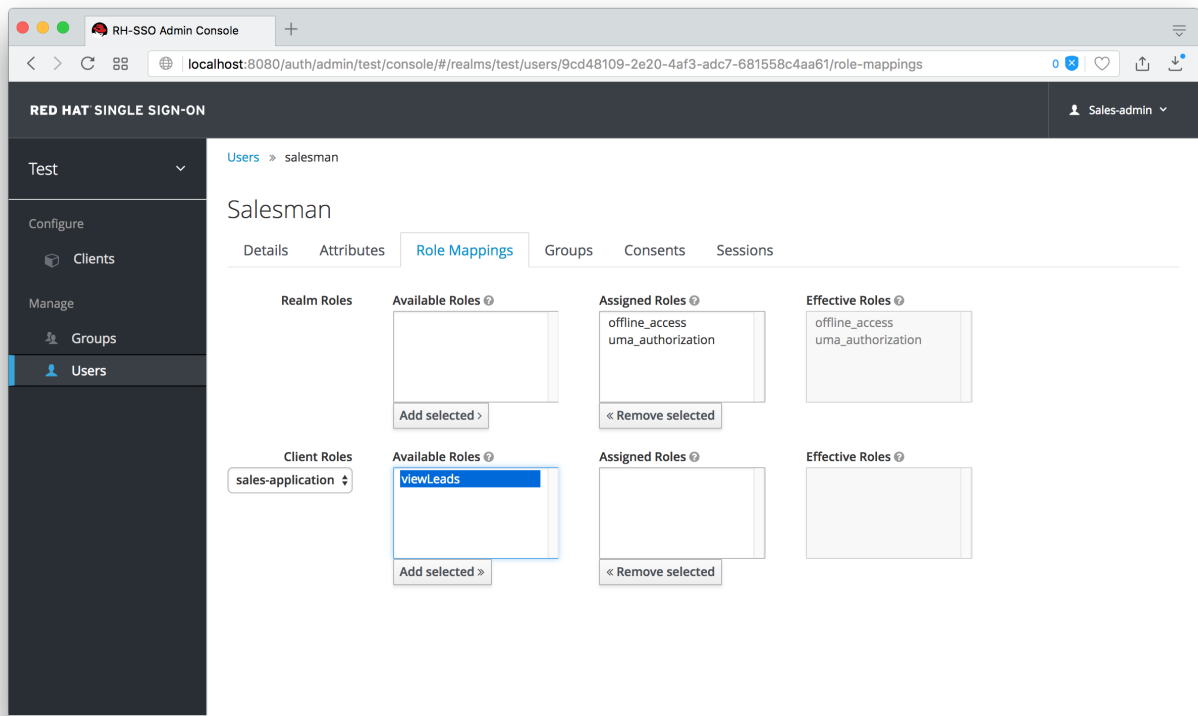 RH-SSO Admin Console
localhost:8080/auth/admin/test/console/#/realms/test/users/9cd48109-2e20-4af3-adc7-681558c4aa61/role-mappings 0
RED HAT SINGLE SIGN-ON Sales-admin
Test
Configure
Clients
Manage
Groups
Users
Users » salesman
Salesman
Details Attributes Role Mappings Groups Consents Sessions
Realm Roles Available Roles Assigned Roles Effective Roles
offline_access offline_access
uma_authorization uma_authorization
Add selected › « Remove selected
Client Roles Available Roles Assigned Roles Effective Roles
sales-application viewLeads
Add selected » « Remove selected